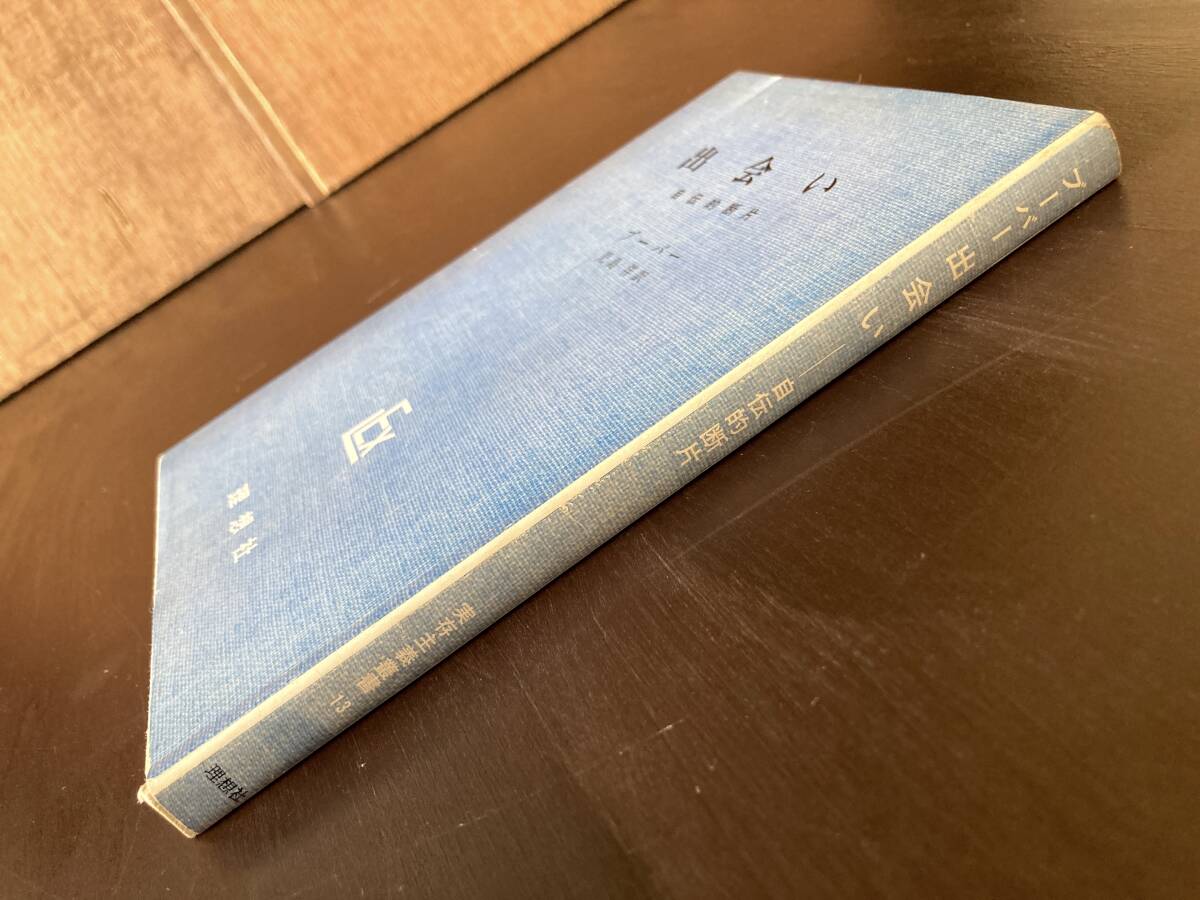 出会い
自伝的断片
ブーバー
理想社
ブーバー 出会い――自伝的断片
実存主義叢書 13
理想社